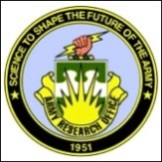 SCIENCE TO SHAPE THE FUTURE OF THE ARMY
ARMY RESEARCH OFFICE
1951